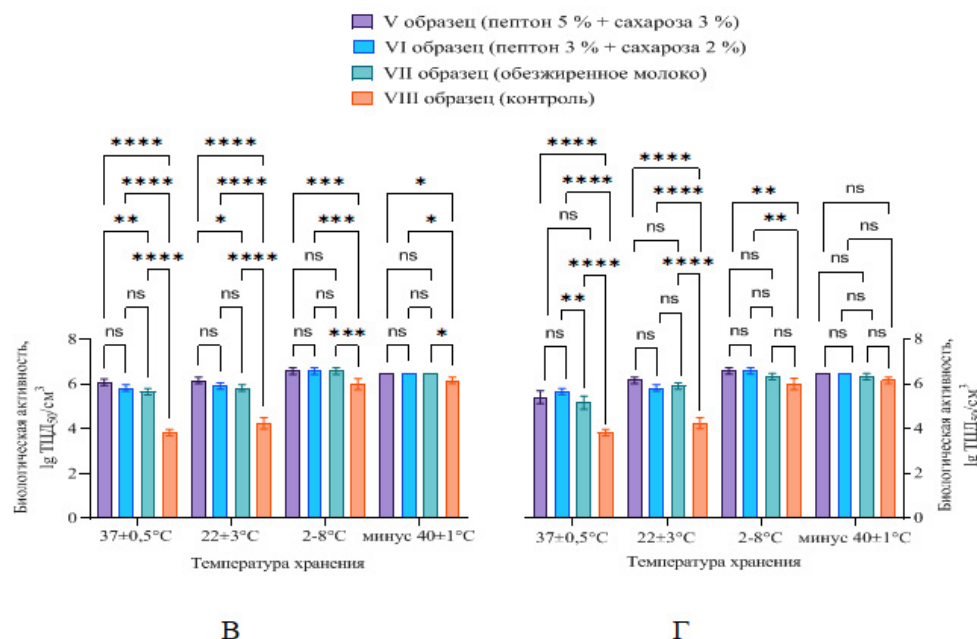 V образец (пептон 5 % + сахароза 3 %)
VI образец (пептон 3 % + сахароза 2 %)
VII образец (обезжиренное молоко)
VIII образец (контроль)
**** ****
**** ****
** *
**** ****
ns ns
ns ns
*** *
*** *
ns ns
ns ns
ns *** ns *
8
6
4
2
0
Биологическая активность,
lg ТЦД50/см3
37±0,5°C 22±3°C 2-8°C минус 40±1°C
Температура хранения
В
**** ****
**** ****
ns ns
**** ****
** ns
ns ns
** ns
** ns
ns ns
ns ns
ns ns ns ns
8
6
4
2
0
Биологическая активность,
lg ТЦД50/см3
37±0,5°C 22±3°C 2-8°C минус 40±1°C
Температура хранения
Г